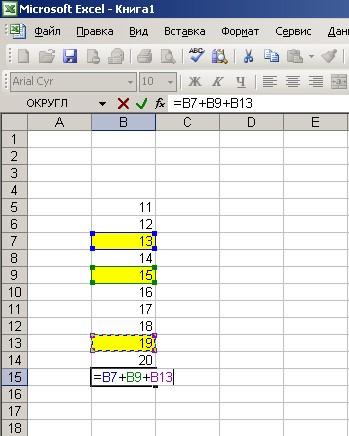 Microsoft Excel - Книга1
Файл Правка Вид Вставка Формат Сервис
Arial Cyr 10 Ж К Ч
ОКРУГЛ =B7+B9+B13
A B C D E
1
2
3
4
5 11
6 12
7 13
8 14
9 15
10 16
11 17
12 18
13 19
14 20
15 =B7+B9+B13
16
17
18